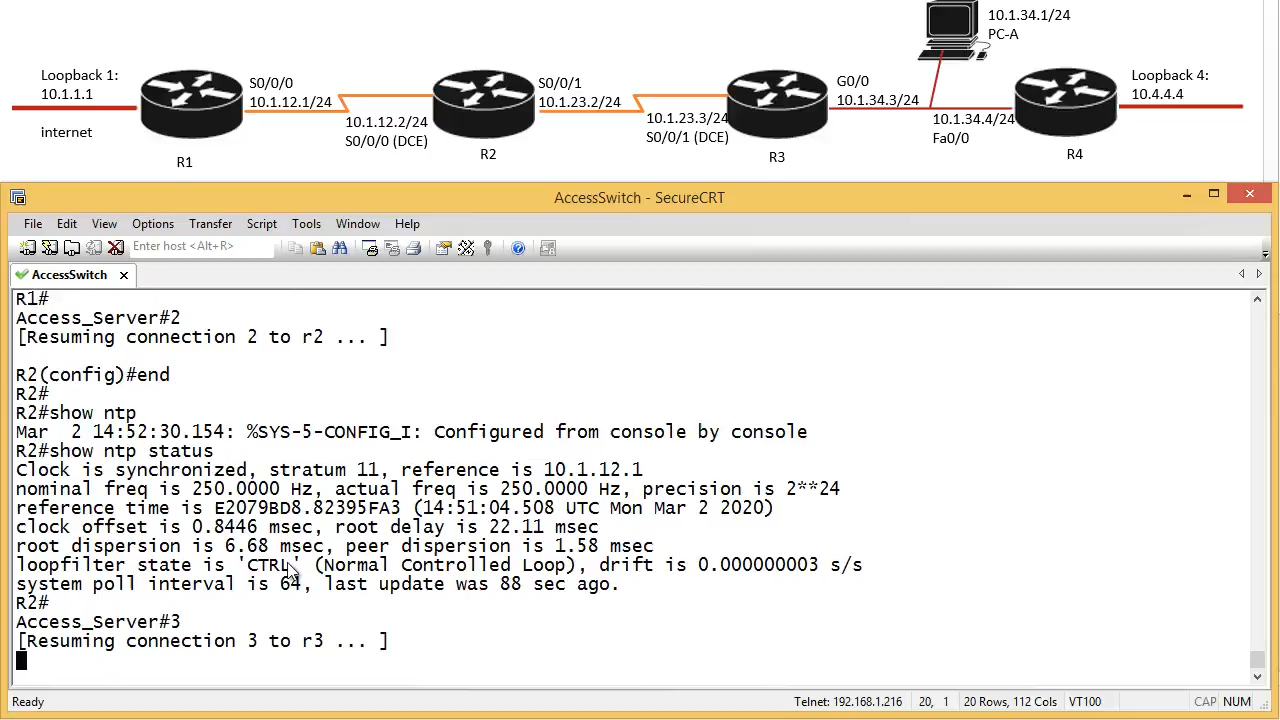 10.1.34.1/24
PC-A
Loopback 1:
10.1.1.1
internet
S0/0/0
10.1.12.1/24
10.1.12.2/24
S0/0/0 (DCE)
S0/0/1
10.1.23.2/24
10.1.23.3/24
S0/0/1 (DCE)
G0/0
10.1.34.3/24
10.1.34.4/24
Fa0/0
Loopback 4:
10.4.4.4
R1
R2
R3
R4
AccessSwitch - SecureCRT
File Edit View Options Transfer Script Tools Window Help
Enter host <Alt+R>
AccessSwitch
R1#
Access_Server#2
[Resuming connection 2 to r2 ... ]
R2(config)#end
R2#
R2#show ntp
Mar  2 14:52:30.154: %SYS-5-CONFIG_I: Configured from console by console
R2#show ntp status
Clock is synchronized, stratum 11, reference is 10.1.12.1
nominal freq is 250.0000 Hz, actual freq is 250.0000 Hz, precision is 2**24
reference time is E2079BD8.82395FA3 (14:51:04.508 UTC Mon Mar 2 2020)
clock offset is 0.8446 msec, root delay is 22.11 msec
root dispersion is 6.68 msec, peer dispersion is 1.58 msec
loopfilter state is 'CTRL' (Normal Controlled Loop), drift is 0.000000003 s/s
system poll interval is 64, last update was 88 sec ago.
R2#
Access_Server#3
[Resuming connection 3 to r3 ... ]
Ready Telnet: 192.168.1.216 20, 1 20 Rows, 112 Cols VT100 CAP NUM